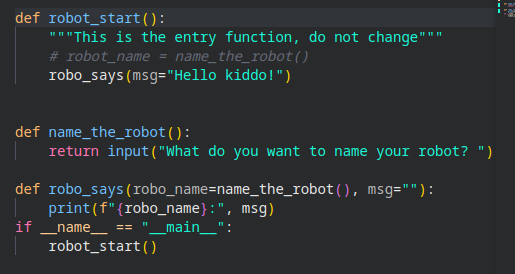 def robot_start():
    """This is the entry function, do not change"""
    # robot_name = name_the_robot()
    robo_says(msg="Hello kiddo!")
def name_the_robot():
    return input("What do you want to name your robot? ")
def robo_says(robo_name=name_the_robot(), msg=""):
    print(f"{robo_name}:", msg)
if __name__ == "__main__":
    robot_start()